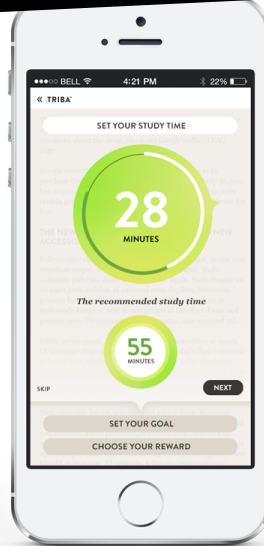 ●●●○○ BELL 4:21 PM 22%
« TRIBA
SET YOUR STUDY TIME
28
MINUTES
The recommended study time
55
MINUTES
SKIP
NEXT
SET YOUR GOAL
CHOOSE YOUR REWARD